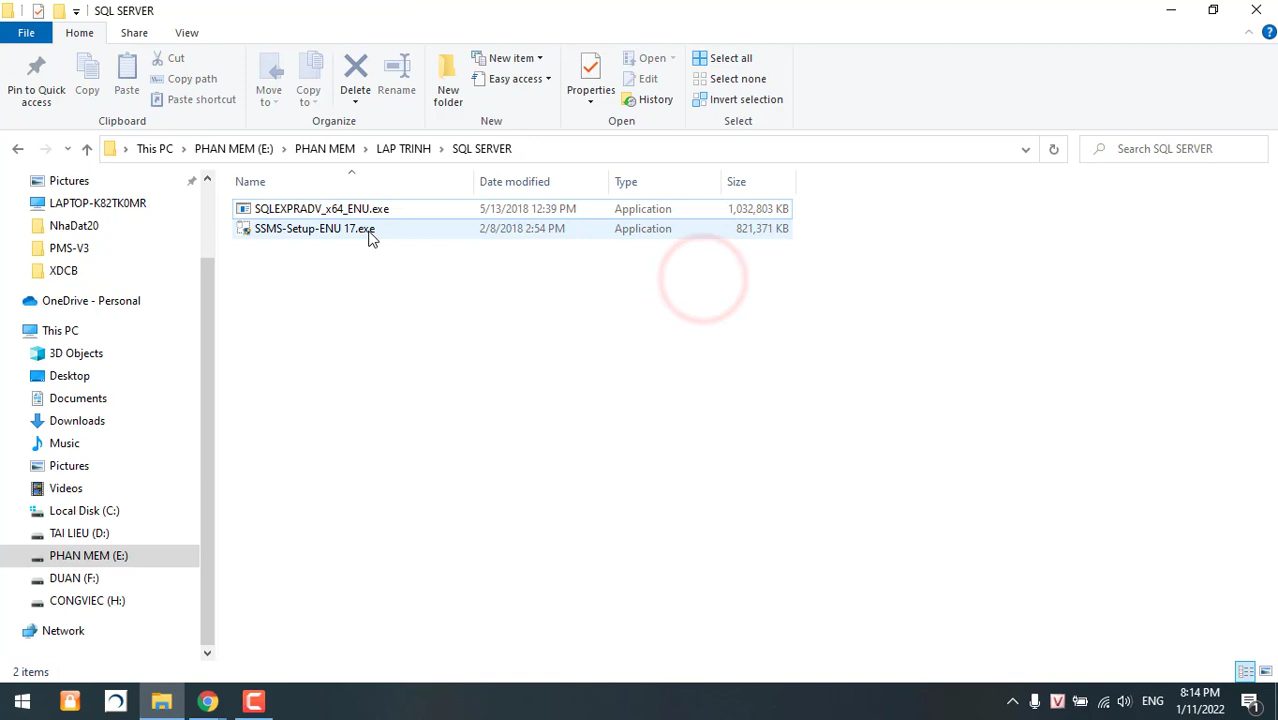 SQL SERVER
File Home Share View
Pin to Quick access
Copy
Paste
Cut
Copy path
Paste shortcut
Clipboard
Move to
Copy to
Delete
Rename
Organize
New folder
New item
Easy access
New
Properties
Open
Edit
History
Open
Select all
Select none
Invert selection
Select
This PC PHAN MEM (E:) PHAN MEM LAP TRINH SQL SERVER
Search SQL SERVER
Name Date modified Type Size
SQLEXPRADV_x64_ENU.exe 5/13/2018 12:39 PM Application 1,032,803 KB
SSMS-Setup-ENU 17.exe 2/8/2018 2:54 PM Application 821,371 KB
Pictures
LAPTOP-K82TK0MR
NhaDat20
PMS-V3
XDCB
OneDrive - Personal
This PC
3D Objects
Desktop
Documents
Downloads
Music
Pictures
Videos
Local Disk (C:)
TAI LIEU (D:)
PHAN MEM (E:)
DUAN (F:)
CONGVIEC (H:)
Network
2 items
V ENG
8:14 PM
1/11/2022
1